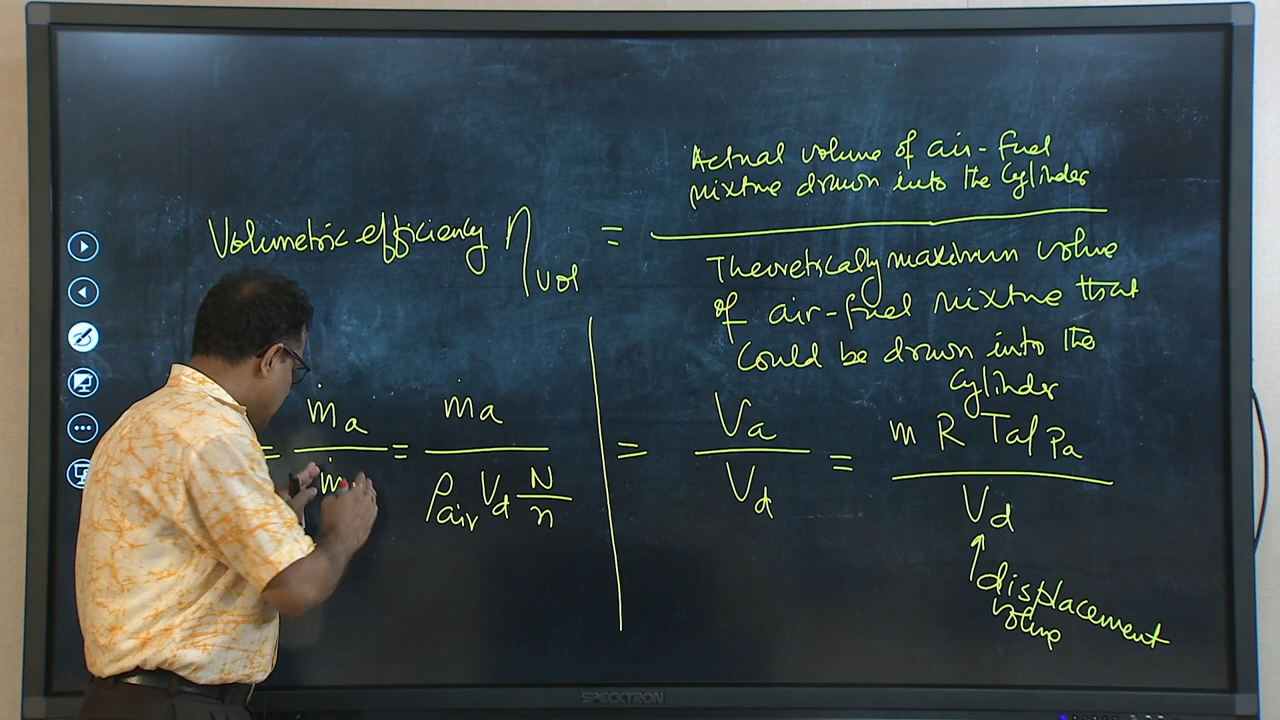 Actual volume of air-fuel
mixture drawn into the Cylinder
Volumetric efficiency η vol =
Theoretically maximum volume
of air-fuel mixture that
Could be drawn into the
Cylinder
= ṁa / ṁ = ṁa / ρair Vd N/n
= Va / Vd = m R Ta/Pa / Vd
displacement
SPECKTRON